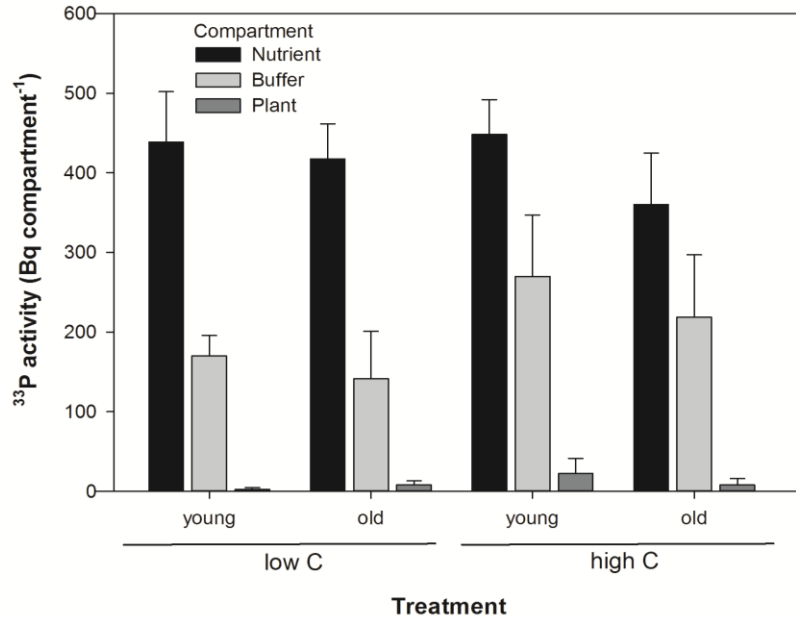 600
500
400
300
200
100
0
³³P activity (Bq compartment⁻¹)
Compartment
Nutrient
Buffer
Plant
young old young old
low C high C
Treatment